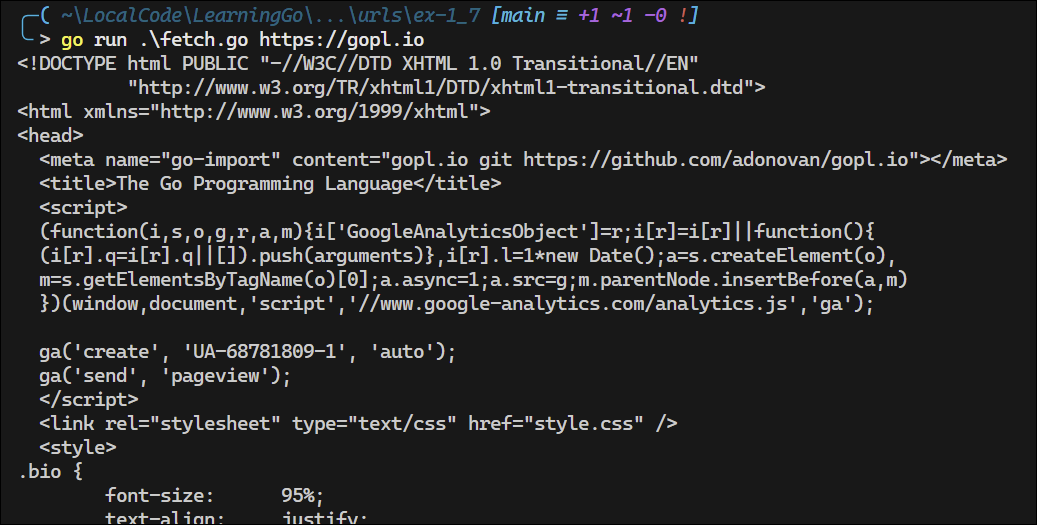 ( ~\LocalCode\LearningGo\...\urls\ex-1_7 [main ≡ +1 ~1 -0 !]
> go run .\fetch.go https://gopl.io
<!DOCTYPE html PUBLIC "-//W3C//DTD XHTML 1.0 Transitional//EN"
          "http://www.w3.org/TR/xhtml1/DTD/xhtml1-transitional.dtd">
<html xmlns="http://www.w3.org/1999/xhtml">
<head>
  <meta name="go-import" content="gopl.io git https://github.com/adonovan/gopl.io"></meta>
  <title>The Go Programming Language</title>
  <script>
  (function(i,s,o,g,r,a,m){i['GoogleAnalyticsObject']=r;i[r]=i[r]||function(){
  (i[r].q=i[r].q||[]).push(arguments)},i[r].l=1*new Date();a=s.createElement(o),
  m=s.getElementsByTagName(o)[0];a.async=1;a.src=g;m.parentNode.insertBefore(a,m)
  })(window,document,'script','//www.google-analytics.com/analytics.js','ga');

  ga('create', 'UA-68781809-1', 'auto');
  ga('send', 'pageview');
  </script>
  <link rel="stylesheet" type="text/css" href="style.css" />
  <style>
.bio {
        font-size:      95%;
        text-align:     justify;